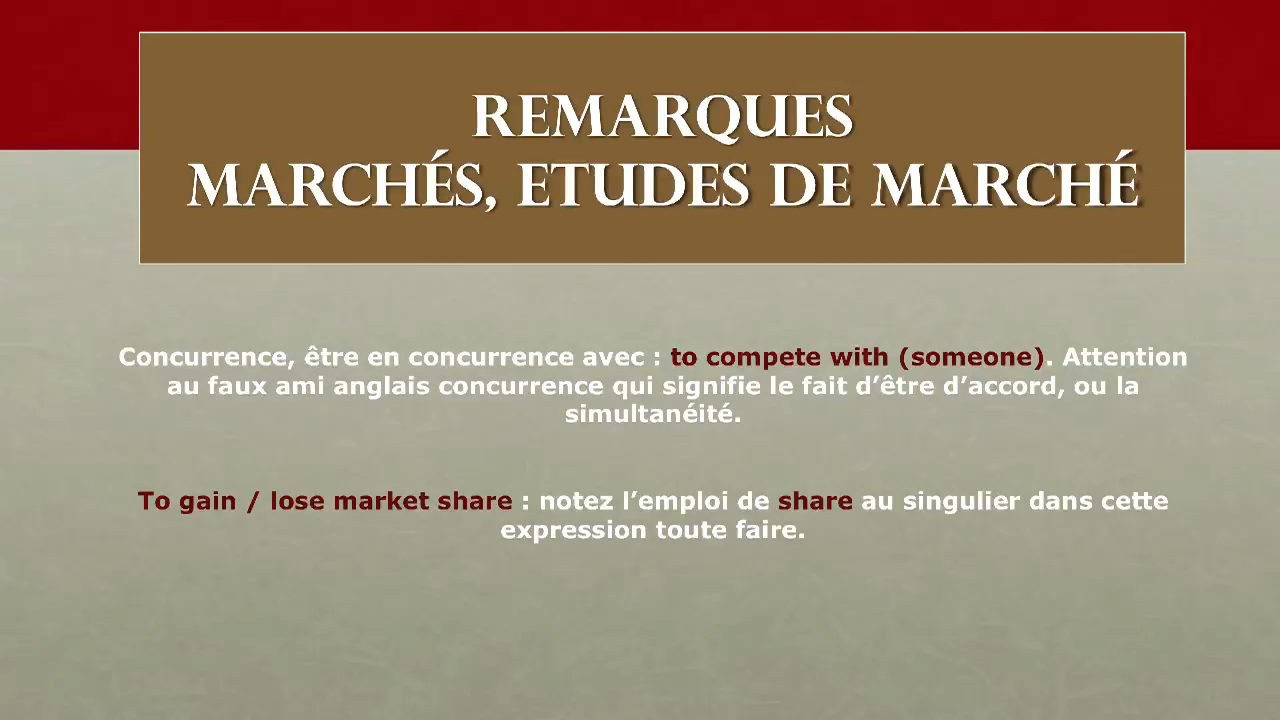 REMARQUES
MARCHÉS, ETUDES DE MARCHÉ
Concurrence, être en concurrence avec : to compete with (someone). Attention
au faux ami anglais concurrence qui signifie le fait d’être d’accord, ou la
simultanéité.
To gain / lose market share : notez l’emploi de share au singulier dans cette
expression toute faire.